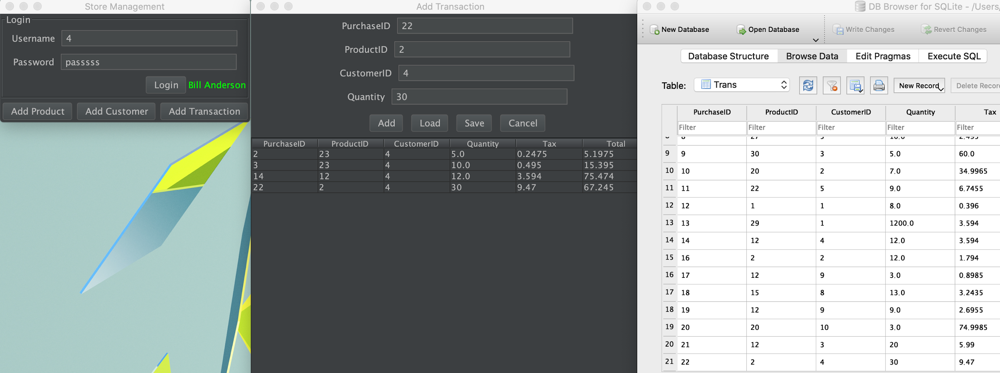 Store Management
Login
Username 4
Password passsss
Login Bill Anderson
Add Product Add Customer Add Transaction
Add Transaction
PurchaseID 22
ProductID 2
CustomerID 4
Quantity 30
Add Load Save Cancel
PurchaseID ProductID CustomerID Quantity Tax Total
2 23 4 5.0 0.2475 5.1975
3 23 4 10.0 0.495 15.395
14 12 4 12.0 3.594 75.474
22 2 4 30 9.47 67.245
DB Browser for SQLite - /Users/
New Database Open Database Write Changes Revert Changes
Database Structure Browse Data Edit Pragmas Execute SQL
Table: Trans New Record Delete Recor
PurchaseID ProductID CustomerID Quantity Tax
Filter Filter Filter Filter Filter
9 9 30 3 5.0 60.0
10 10 20 2 7.0 34.9965
11 11 22 5 9.0 6.7455
12 12 1 1 8.0 0.396
13 13 29 1 1200.0 3.594
14 14 12 4 12.0 3.594
15 16 2 2 12.0 1.794
16 17 12 9 3.0 0.8985
17 18 15 8 13.0 3.2435
18 19 12 9 9.0 2.6955
19 20 20 10 3.0 74.9985
20 21 12 3 20 5.99
21 22 2 4 30 9.47